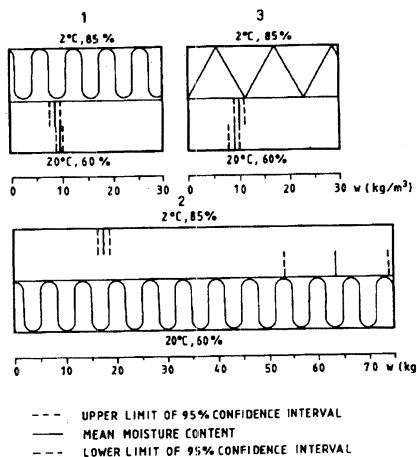 1
3
2°C, 85%
2°C, 85%
20°C, 60%
20°C, 60%
0 10 20 30
0 10 20 30 w (kg/m³)
2
2°C, 85%
20°C, 60%
0 10 20 30 40 50 60 70 w (kg
--- UPPER LIMIT OF 95% CONFIDENCE INTERVAL
— MEAN MOISTURE CONTENT
--- LOWER LIMIT OF 95% CONFIDENCE INTERVAL